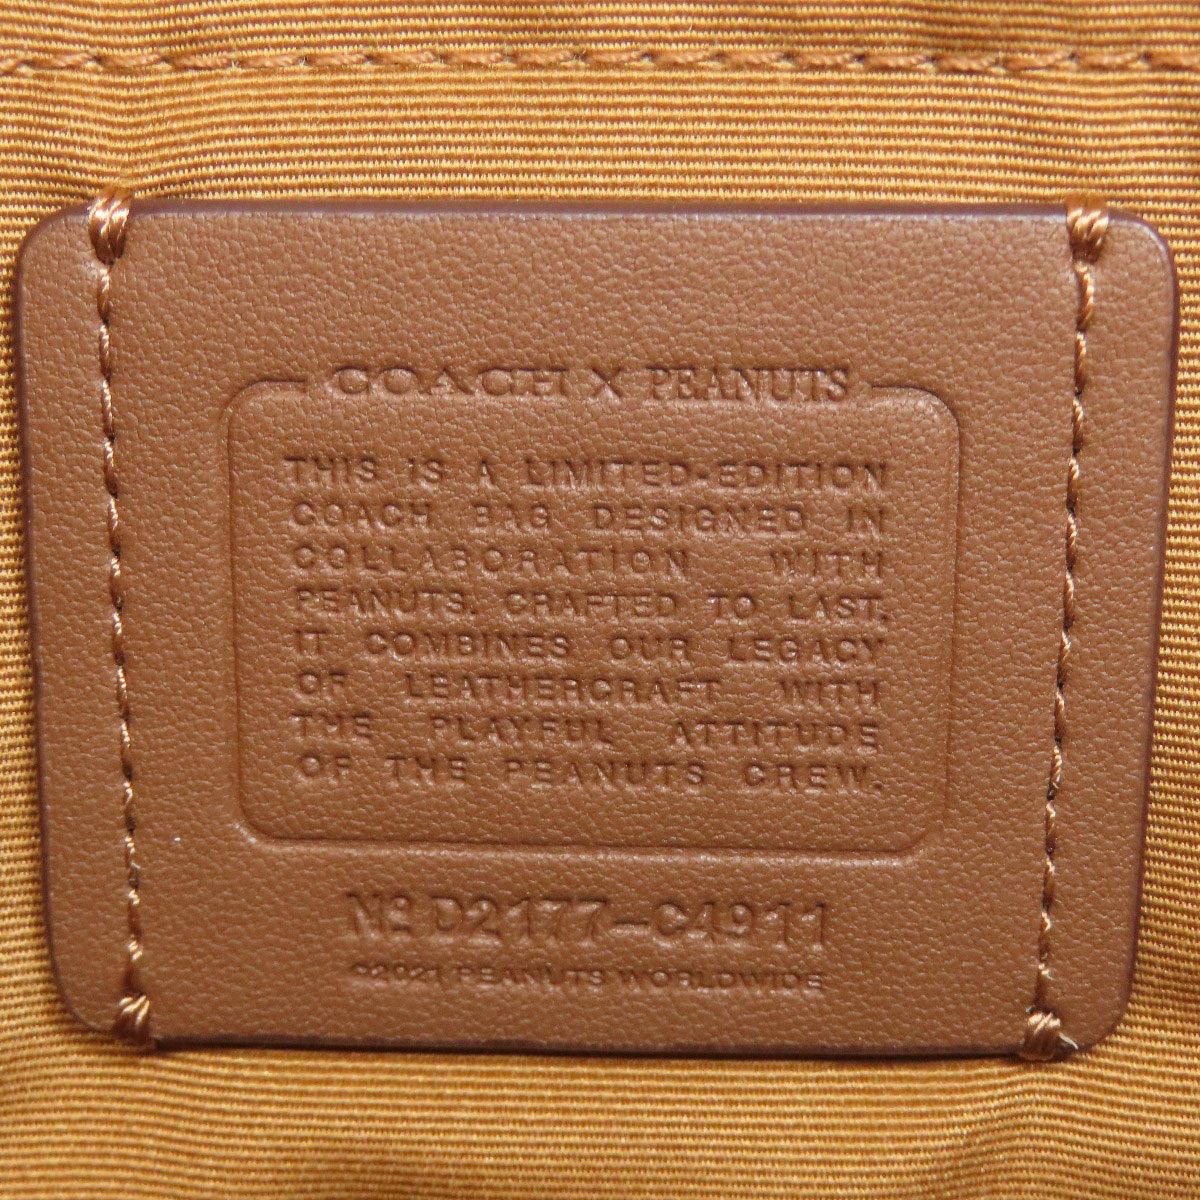 COACH X PEANUTS
THIS IS A LIMITED-EDITION
COACH BAG DESIGNED IN
COLLABORATION WITH
PEANUTS. CRAFTED TO LAST,
IT COMBINES OUR LEGACY
OF LEATHERCRAFT WITH
THE PLAYFUL ATTITUDE
OF THE PEANUTS CREW.
Nº D2177-C4911
©2021 PEANUTS WORLDWIDE